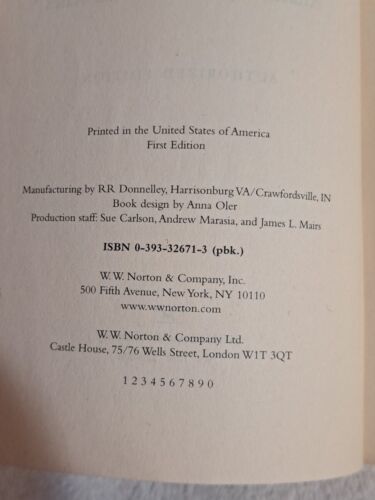 AUTHORIZED EDITION
Printed in the United States of America
First Edition
Manufacturing by RR Donnelley, Harrisonburg VA/Crawfordsville, IN
Book design by Anna Oler
Production staff: Sue Carlson, Andrew Marasia, and James L. Mairs
ISBN 0-393-32671-3 (pbk.)
W. W. Norton & Company, Inc.
500 Fifth Avenue, New York, NY 10110
www.wwnorton.com
W. W. Norton & Company Ltd.
Castle House, 75/76 Wells Street, London W1T 3QT
1 2 3 4 5 6 7 8 9 0